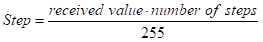 Step = received value · number of steps / 255